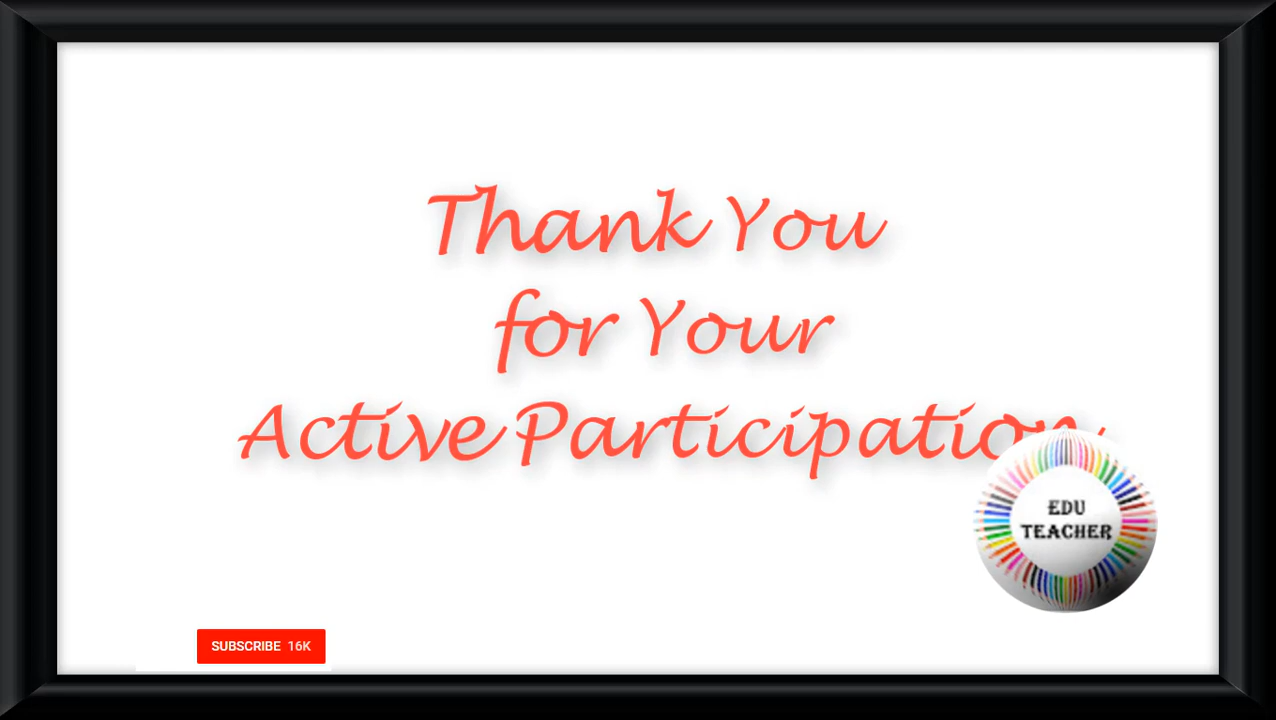 Thank You
for Your
Active Participation
EDU
TEACHER
SUBSCRIBE 16K